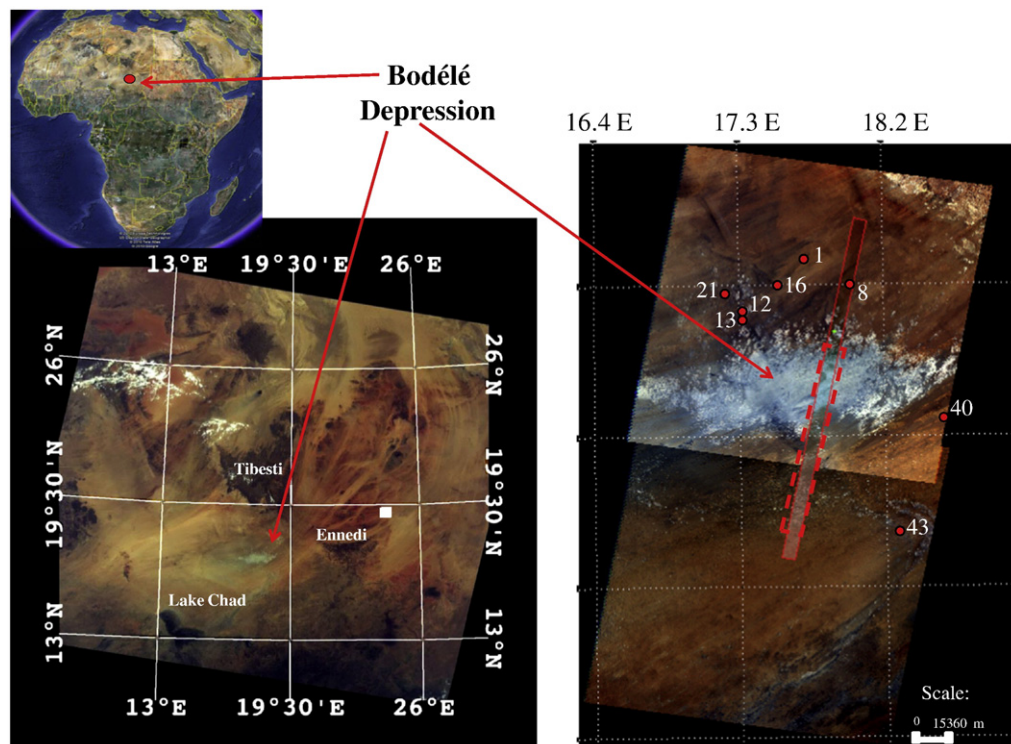 Bodélé
Depression
16.4 E
17.3 E
18.2 E
13°E
19°30'E
26°E
26°N
26°N
1
16
8
21
12
13
40
Tibesti
19°30'N
19°30'N
Ennedi
43
Lake Chad
13°N
13°N
Scale:
0 15360 m
13°E
19°30'E
26°E